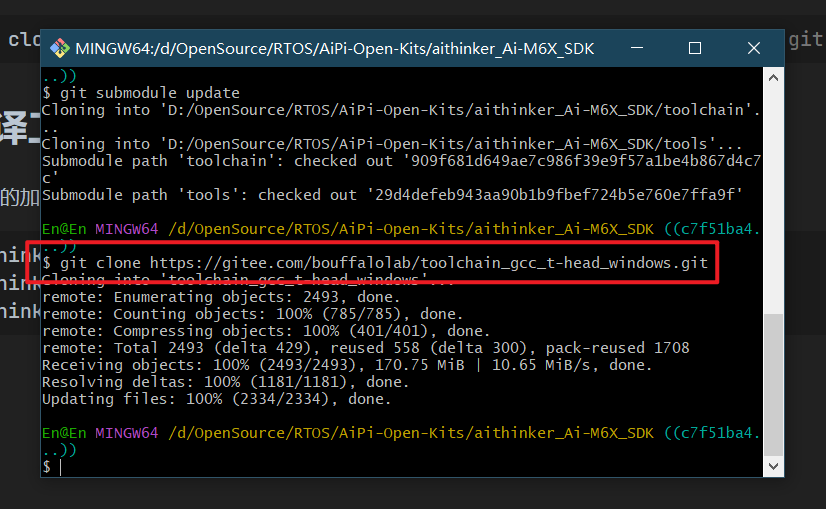 clo
git
MINGW64:/d/OpenSource/RTOS/AiPi-Open-Kits/aithinker_Ai-M6X_SDK
..))
$ git submodule update
Cloning into 'D:/OpenSource/RTOS/AiPi-Open-Kits/aithinker_Ai-M6X_SDK/toolchain'.
..
Cloning into 'D:/OpenSource/RTOS/AiPi-Open-Kits/aithinker_Ai-M6X_SDK/tools'...
Submodule path 'toolchain': checked out '909f681d649ae7c986f39e9f57a1be4b867d4c7
c'
Submodule path 'tools': checked out '29d4defeb943aa90b1b9fbef724b5e760e7ffa9f'
译
的加
En@En MINGW64 /d/OpenSource/RTOS/AiPi-Open-Kits/aithinker_Ai-M6X_SDK ((c7f51ba4.
..))
$ git clone https://gitee.com/bouffalolab/toolchain_gcc_t-head_windows.git
Cloning into 'toolchain_gcc_t-head_windows'...
remote: Enumerating objects: 2493, done.
remote: Counting objects: 100% (785/785), done.
remote: Compressing objects: 100% (401/401), done.
remote: Total 2493 (delta 429), reused 558 (delta 300), pack-reused 1708
Receiving objects: 100% (2493/2493), 170.75 MiB | 10.65 MiB/s, done.
Resolving deltas: 100% (1181/1181), done.
Updating files: 100% (2334/2334), done.
hink
hink
hink
En@En MINGW64 /d/OpenSource/RTOS/AiPi-Open-Kits/aithinker_Ai-M6X_SDK ((c7f51ba4.
..))
$